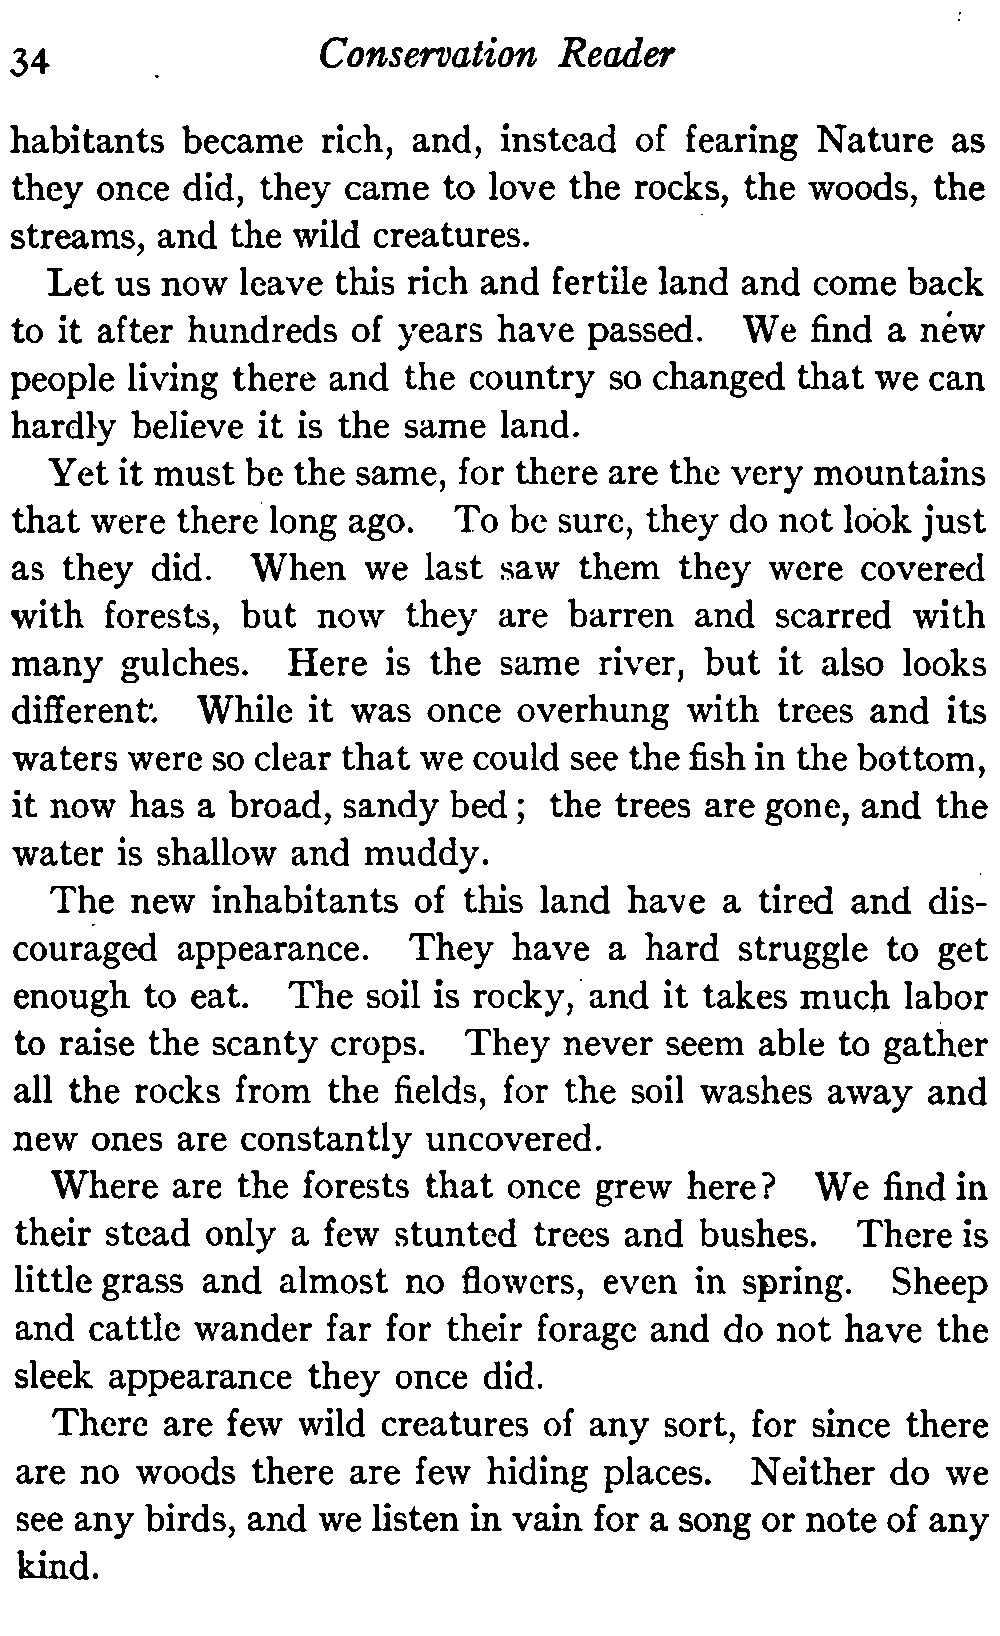 34 Conservation Reader
habitants became rich, and, instead of fearing Nature as
they once did, they came to love the rocks, the woods, the
streams, and the wild creatures.
Let us now leave this rich and fertile land and come back
to it after hundreds of years have passed. We find a new
people living there and the country so changed that we can
hardly believe it is the same land.
Yet it must be the same, for there are the very mountains
that were there long ago. To be sure, they do not look just
as they did. When we last saw them they were covered
with forests, but now they are barren and scarred with
many gulches. Here is the same river, but it also looks
different. While it was once overhung with trees and its
waters were so clear that we could see the fish in the bottom,
it now has a broad, sandy bed; the trees are gone, and the
water is shallow and muddy.
The new inhabitants of this land have a tired and dis-
couraged appearance. They have a hard struggle to get
enough to eat. The soil is rocky, and it takes much labor
to raise the scanty crops. They never seem able to gather
all the rocks from the fields, for the soil washes away and
new ones are constantly uncovered.
Where are the forests that once grew here? We find in
their stead only a few stunted trees and bushes. There is
little grass and almost no flowers, even in spring. Sheep
and cattle wander far for their forage and do not have the
sleek appearance they once did.
There are few wild creatures of any sort, for since there
are no woods there are few hiding places. Neither do we
see any birds, and we listen in vain for a song or note of any
kind.